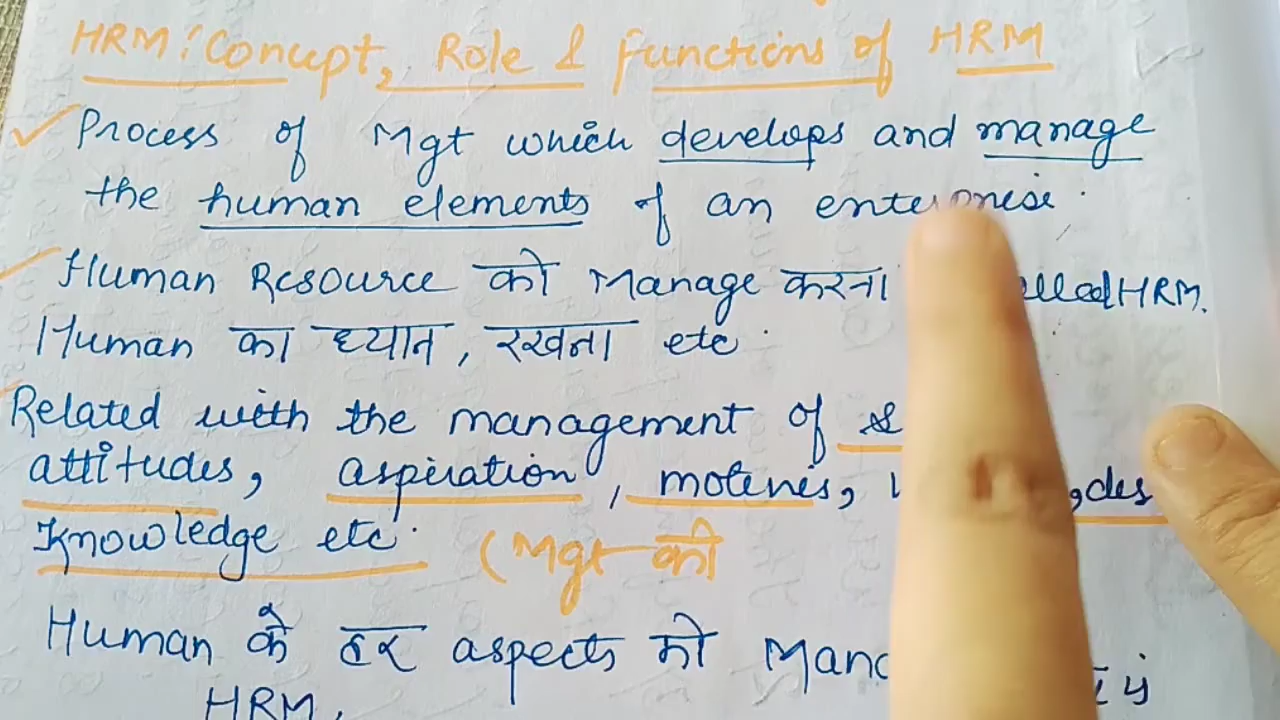 HRM: Concept, Role & functions of HRM
Process of Mgt which develops and manage
the human elements of an enterprise.
Human Resource को Manage करना HRM.
Human का ध्यान, रखना etc.
Related with the management of
attitudes, aspiration, motives,
Knowledge etc. (Mgt की
Human के हर aspects को
HRM.